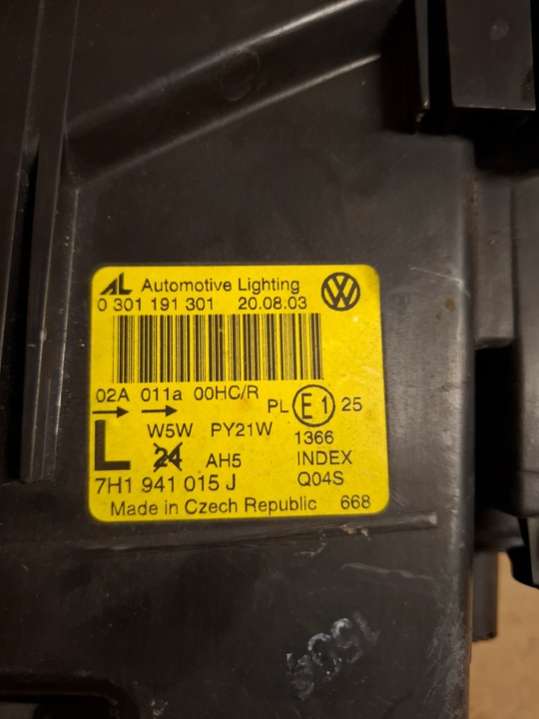 AL Automotive Lighting
0 301 191 301 20.08.03
02A 011a 00HC/R
PL E1 25
W5W PY21W 1366
L 24 AH5 INDEX
7H1 941 015 J Q04S
Made in Czech Republic 668